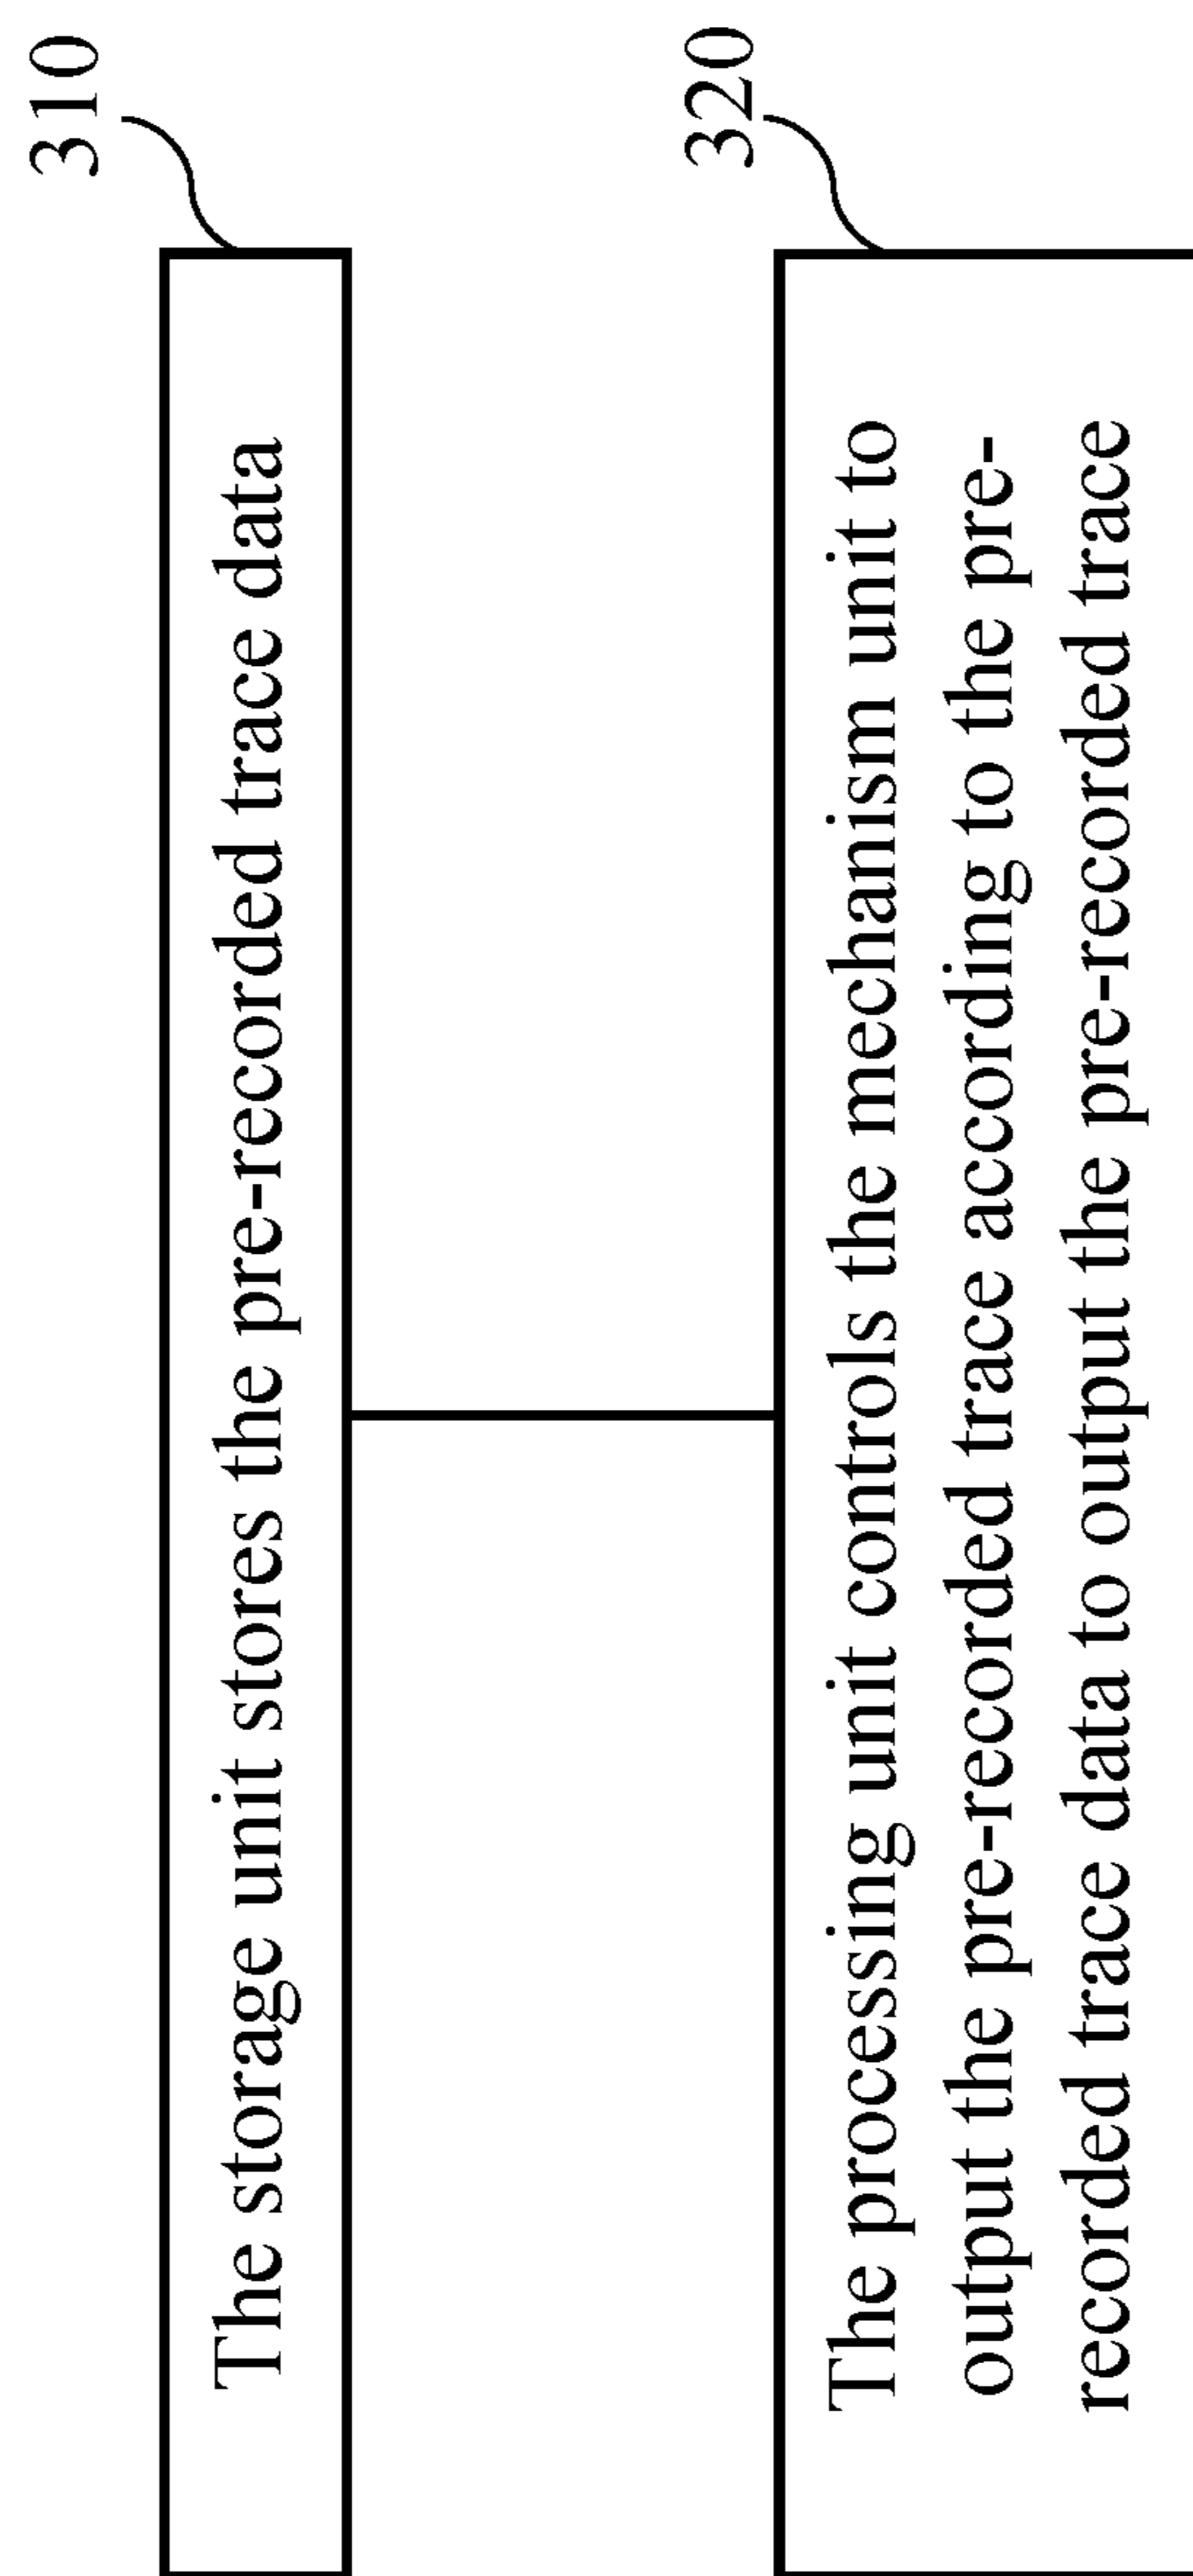 310
The storage unit stores the pre-recorded trace data
320
The processing unit controls the mechanism unit to
output the pre-recorded trace according to the pre-
recorded trace data to output the pre-recorded trace